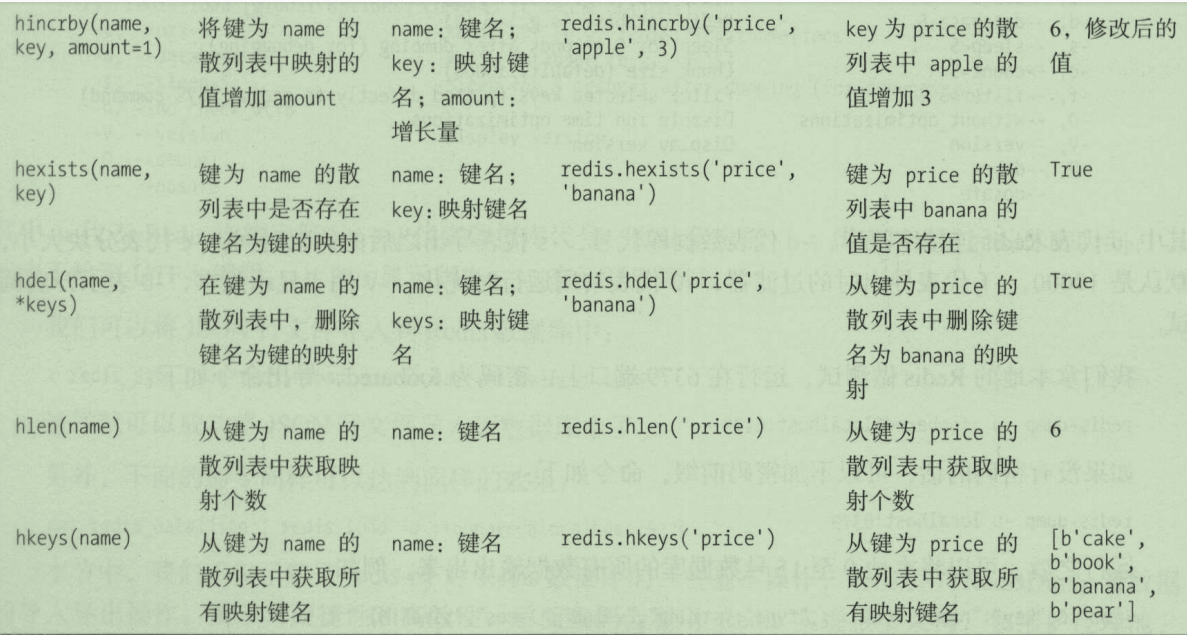 hincrby(name, 将键为 name 的 name: 键名; redis.hincrby('price', key 为 price 的散 6, 修改后的
key, amount=1) 散列表中映射的 key: 映射键 'apple', 3) 列表中 apple 的 值
值增加 amount 名; amount: 值增加 3
增长量
hexists(name, 键为 name 的散 name: 键名; redis.hexists('price', 键为 price 的散 True
key) 列表中是否存在 key: 映射键名 'banana') 列表中 banana 的
键名为键的映射 值是否存在
hdel(name, 在键为 name 的 name: 键名; redis.hdel('price', 从键为 price 的 True
*keys) 散列表中, 删除 keys: 映射键 'banana') 散列表中删除键
键名为键的映射 名 名为 banana 的映
射
hlen(name) 从键为 name 的 name: 键名 redis.hlen('price') 从键为 price 的 6
散列表中获取映 散列表中获取映
射个数 射个数
hkeys(name) 从键为 name 的 name: 键名 redis.hkeys('price') 从键为 price 的 [b'cake',
散列表中获取所 散列表中获取所 b'book',
有映射键名 有映射键名 b'banana',
b'pear']